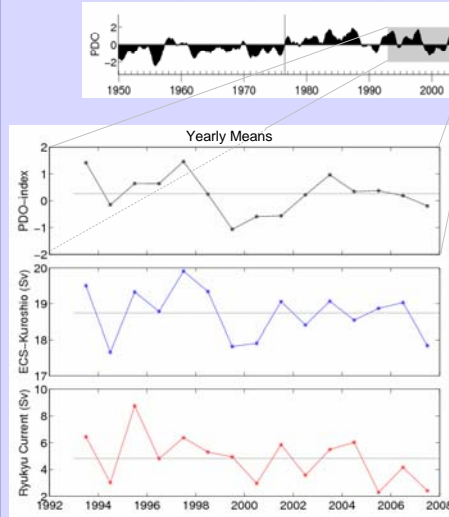 PDO
2
0
−2
1950 1960 1970 1980 1990 2000
Yearly Means
PDO−index
2
1
0
−1
−2
ECS−Kuroshio (Sv)
20
19
18
17
Ryukyu Current (Sv)
10
8
6
4
2
1992 1994 1996 1998 2000 2002 2004 2006 2008